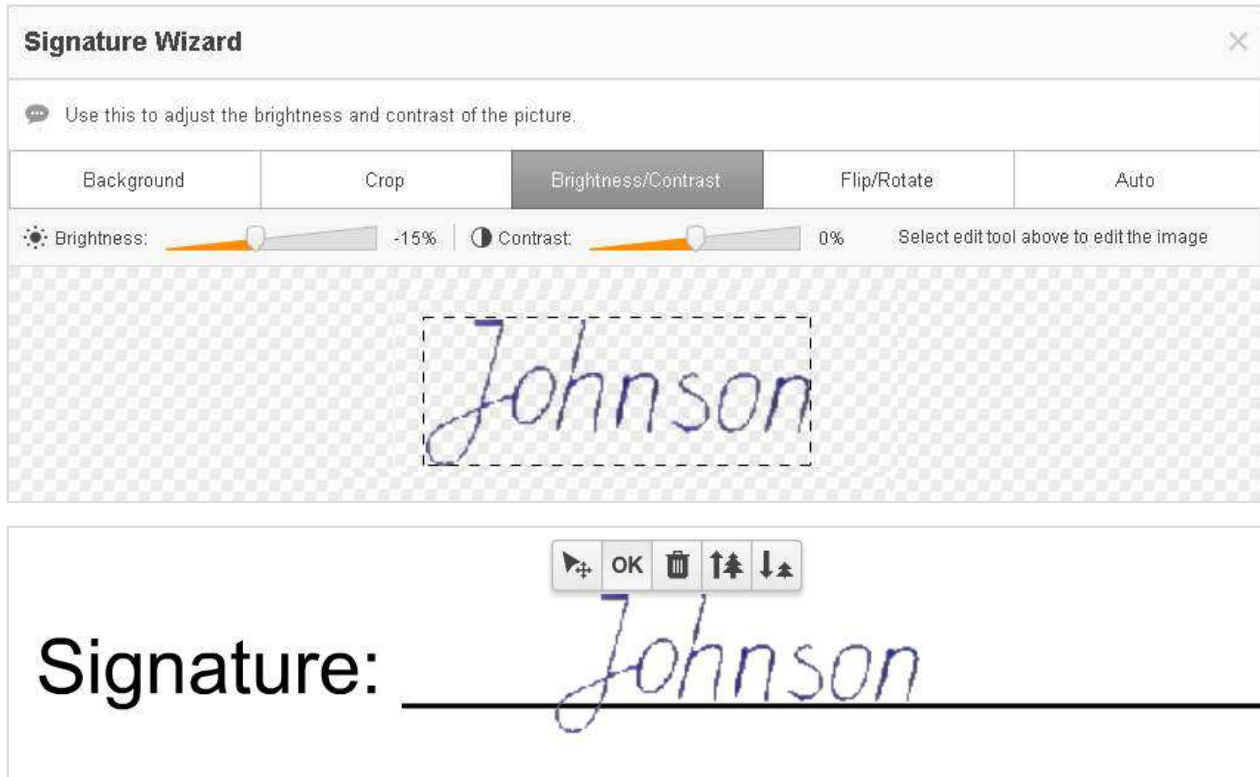 Signature Wizard
Use this to adjust the brightness and contrast of the picture.
Background Crop Brightness/Contrast Flip/Rotate Auto
Brightness: -15% Contrast: 0% Select edit tool above to edit the image
Johnson
OK
Signature: Johnson